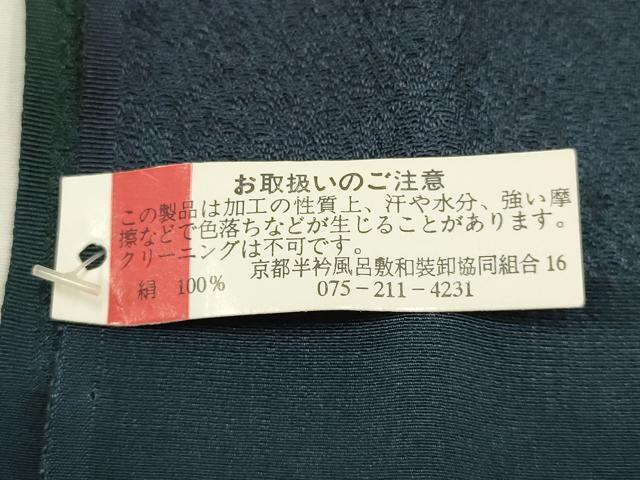 お取扱いのご注意
この製品は加工の性質上、汗や水分、強い摩
擦などで色落ちなどが生じることがあります。
クリーニングは不可です。
京都半衿風呂敷和装卸協同組合16
絹 100%
075-211-4231